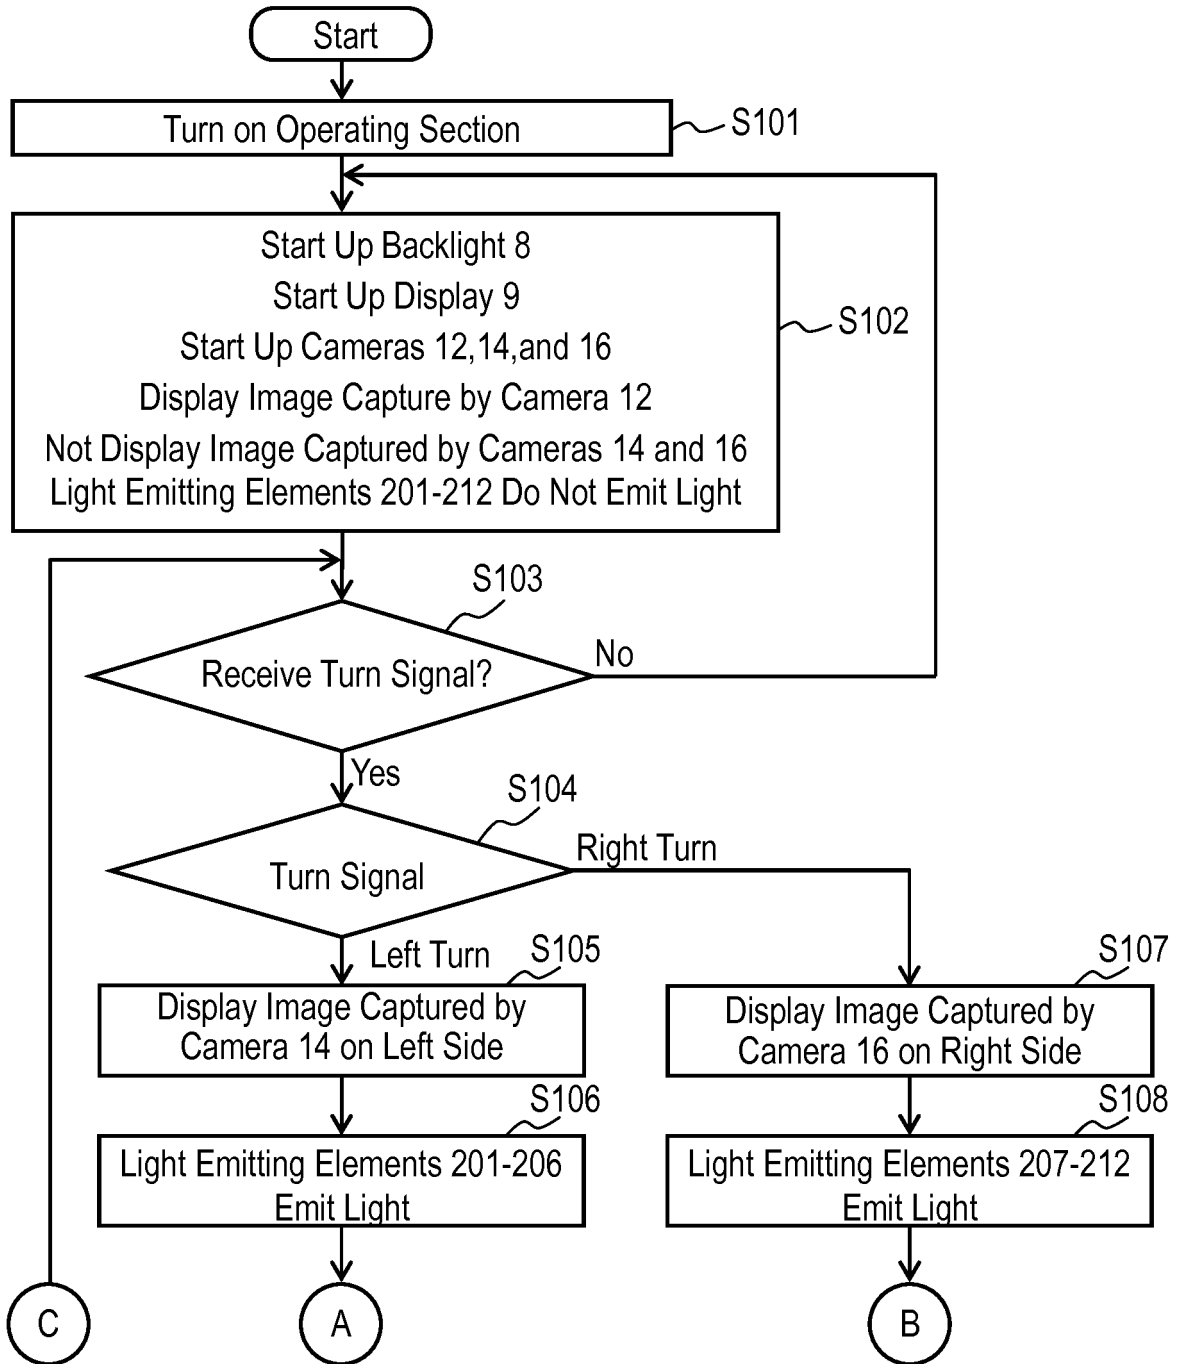 Start
Turn on Operating Section
S101
Start Up Backlight 8
Start Up Display 9
Start Up Cameras 12,14,and 16
Display Image Capture by Camera 12
Not Display Image Captured by Cameras 14 and 16
Light Emitting Elements 201-212 Do Not Emit Light
S102
S103
Receive Turn Signal?
No
Yes
S104
Turn Signal
Right Turn
Left Turn
S105
Display Image Captured by
Camera 14 on Left Side
S107
Display Image Captured by
Camera 16 on Right Side
S106
Light Emitting Elements 201-206
Emit Light
S108
Light Emitting Elements 207-212
Emit Light
C
A
B